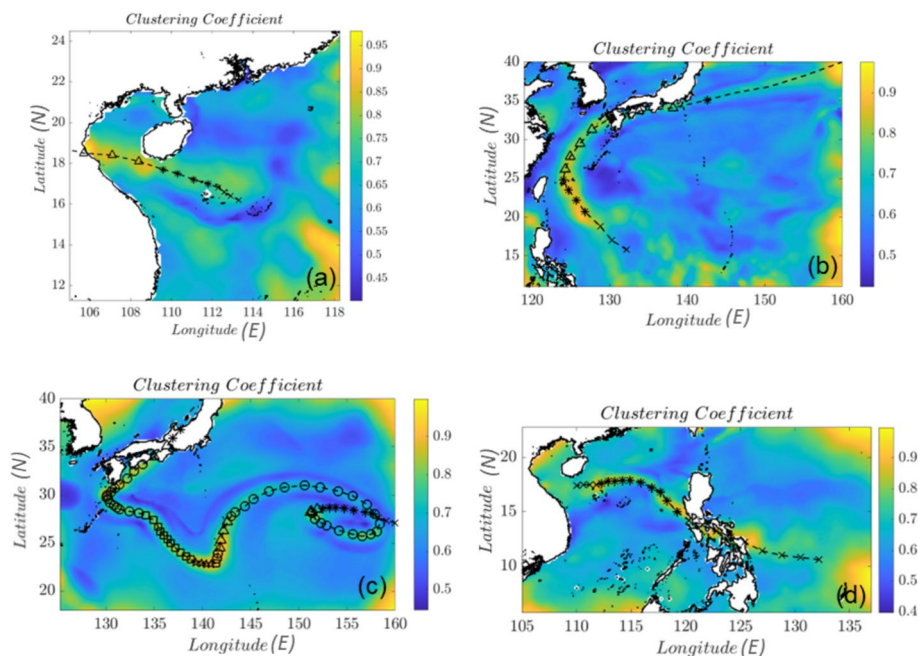 Clustering Coefficient
24
22
20
18
16
14
12
Latitude (N)
106 108 110 112 114 116 118
Longitude (E)
(a)
0.95
0.9
0.85
0.8
0.75
0.7
0.65
0.6
0.55
0.5
0.45
Clustering Coefficient
40
35
30
25
20
15
Latitude (N)
120 130 140 150 160
Longitude (E)
(b)
0.9
0.8
0.7
0.6
0.5
Clustering Coefficient
40
35
30
25
20
Latitude (N)
130 135 140 145 150 155 160
Longitude (E)
(c)
0.9
0.8
0.7
0.6
0.5
Clustering Coefficient
20
15
10
Latitude (N)
105 110 115 120 125 130 135
Longitude (E)
(d)
0.9
0.8
0.7
0.6
0.5
0.4